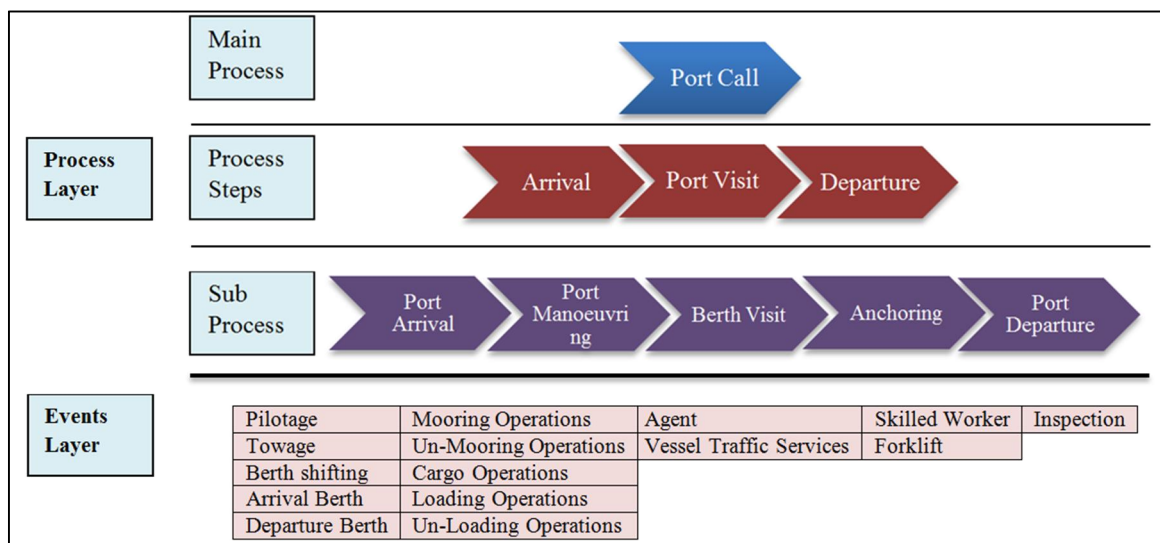 Main
Process
Port Call
Process
Layer
Process
Steps
Arrival
Port Visit
Departure
Sub
Process
Port
Arrival
Port
Manoeuvri
ng
Berth Visit
Anchoring
Port
Departure
Events
Layer
Pilotage Mooring Operations Agent Skilled Worker Inspection
Towage Un-Mooring Operations Vessel Traffic Services Forklift
Berth shifting Cargo Operations
Arrival Berth Loading Operations
Departure Berth Un-Loading Operations